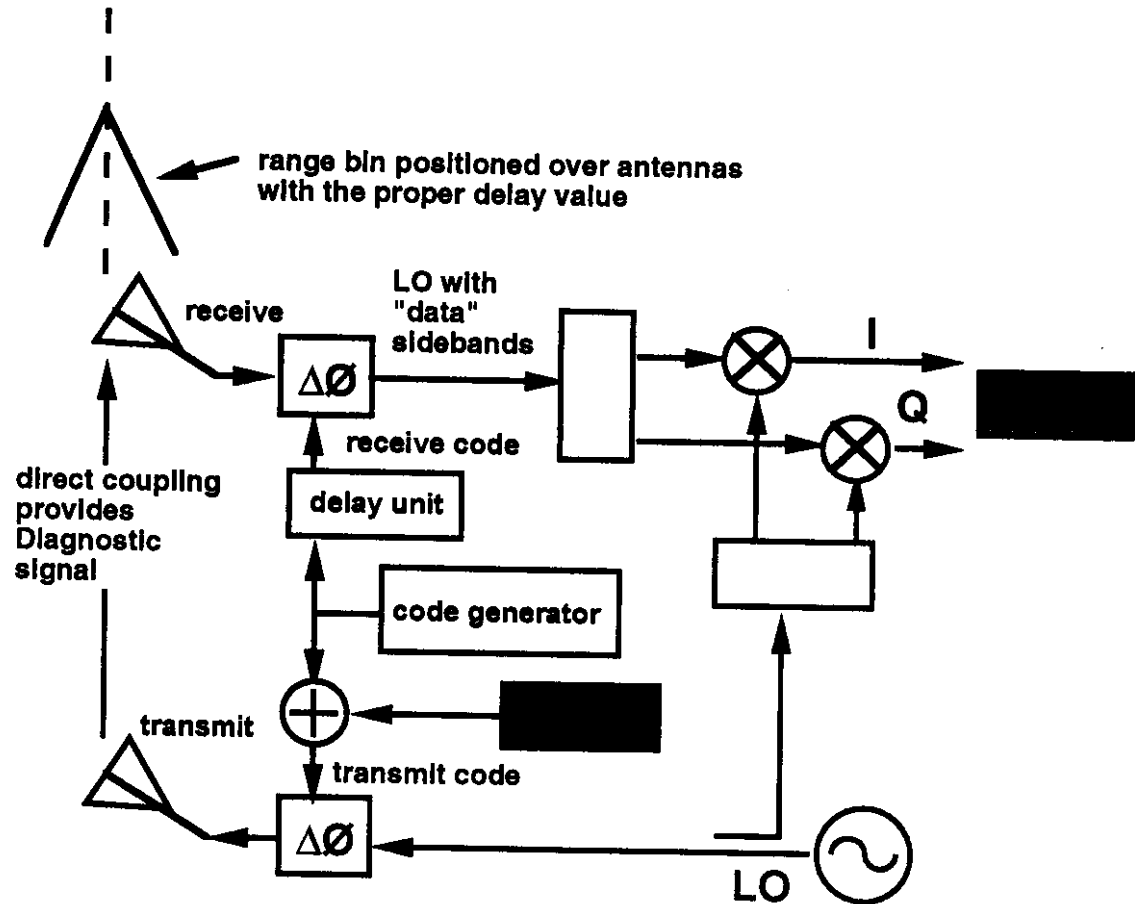 range bin positioned over antennas
with the proper delay value
receive
LO with
"data"
sidebands
ΔØ
I
Q
receive code
delay unit
direct coupling
provides
Diagnostic
signal
code generator
transmit
transmit code
ΔØ
LO